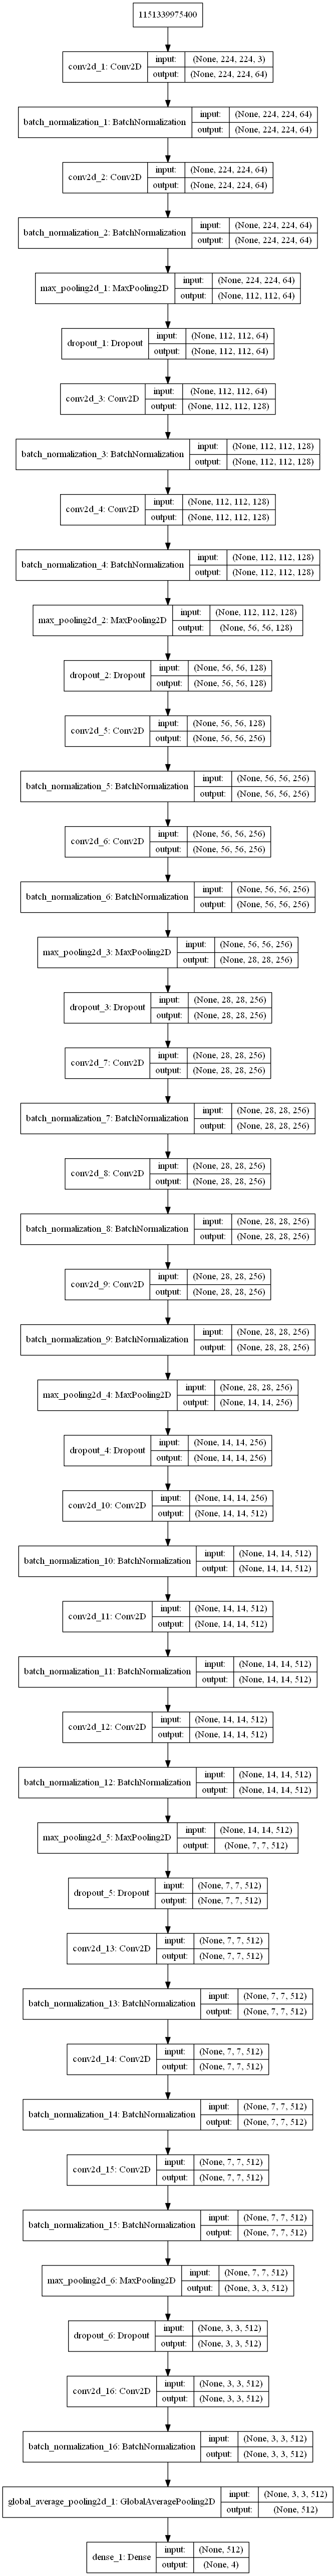 1151339975400
conv2d_1: Conv2D input: (None, 224, 224, 3)
output: (None, 224, 224, 64)
batch_normalization_1: BatchNormalization input: (None, 224, 224, 64)
output: (None, 224, 224, 64)
conv2d_2: Conv2D input: (None, 224, 224, 64)
output: (None, 224, 224, 64)
batch_normalization_2: BatchNormalization input: (None, 224, 224, 64)
output: (None, 224, 224, 64)
max_pooling2d_1: MaxPooling2D input: (None, 224, 224, 64)
output: (None, 112, 112, 64)
dropout_1: Dropout input: (None, 112, 112, 64)
output: (None, 112, 112, 64)
conv2d_3: Conv2D input: (None, 112, 112, 64)
output: (None, 112, 112, 128)
batch_normalization_3: BatchNormalization input: (None, 112, 112, 128)
output: (None, 112, 112, 128)
conv2d_4: Conv2D input: (None, 112, 112, 128)
output: (None, 112, 112, 128)
batch_normalization_4: BatchNormalization input: (None, 112, 112, 128)
output: (None, 112, 112, 128)
max_pooling2d_2: MaxPooling2D input: (None, 112, 112, 128)
output: (None, 56, 56, 128)
dropout_2: Dropout input: (None, 56, 56, 128)
output: (None, 56, 56, 128)
conv2d_5: Conv2D input: (None, 56, 56, 128)
output: (None, 56, 56, 256)
batch_normalization_5: BatchNormalization input: (None, 56, 56, 256)
output: (None, 56, 56, 256)
conv2d_6: Conv2D input: (None, 56, 56, 256)
output: (None, 56, 56, 256)
batch_normalization_6: BatchNormalization input: (None, 56, 56, 256)
output: (None, 56, 56, 256)
max_pooling2d_3: MaxPooling2D input: (None, 56, 56, 256)
output: (None, 28, 28, 256)
dropout_3: Dropout input: (None, 28, 28, 256)
output: (None, 28, 28, 256)
conv2d_7: Conv2D input: (None, 28, 28, 256)
output: (None, 28, 28, 256)
batch_normalization_7: BatchNormalization input: (None, 28, 28, 256)
output: (None, 28, 28, 256)
conv2d_8: Conv2D input: (None, 28, 28, 256)
output: (None, 28, 28, 256)
batch_normalization_8: BatchNormalization input: (None, 28, 28, 256)
output: (None, 28, 28, 256)
conv2d_9: Conv2D input: (None, 28, 28, 256)
output: (None, 28, 28, 256)
batch_normalization_9: BatchNormalization input: (None, 28, 28, 256)
output: (None, 28, 28, 256)
max_pooling2d_4: MaxPooling2D input: (None, 28, 28, 256)
output: (None, 14, 14, 256)
dropout_4: Dropout input: (None, 14, 14, 256)
output: (None, 14, 14, 256)
conv2d_10: Conv2D input: (None, 14, 14, 256)
output: (None, 14, 14, 512)
batch_normalization_10: BatchNormalization input: (None, 14, 14, 512)
output: (None, 14, 14, 512)
conv2d_11: Conv2D input: (None, 14, 14, 512)
output: (None, 14, 14, 512)
batch_normalization_11: BatchNormalization input: (None, 14, 14, 512)
output: (None, 14, 14, 512)
conv2d_12: Conv2D input: (None, 14, 14, 512)
output: (None, 14, 14, 512)
batch_normalization_12: BatchNormalization input: (None, 14, 14, 512)
output: (None, 14, 14, 512)
max_pooling2d_5: MaxPooling2D input: (None, 14, 14, 512)
output: (None, 7, 7, 512)
dropout_5: Dropout input: (None, 7, 7, 512)
output: (None, 7, 7, 512)
conv2d_13: Conv2D input: (None, 7, 7, 512)
output: (None, 7, 7, 512)
batch_normalization_13: BatchNormalization input: (None, 7, 7, 512)
output: (None, 7, 7, 512)
conv2d_14: Conv2D input: (None, 7, 7, 512)
output: (None, 7, 7, 512)
batch_normalization_14: BatchNormalization input: (None, 7, 7, 512)
output: (None, 7, 7, 512)
conv2d_15: Conv2D input: (None, 7, 7, 512)
output: (None, 7, 7, 512)
batch_normalization_15: BatchNormalization input: (None, 7, 7, 512)
output: (None, 7, 7, 512)
max_pooling2d_6: MaxPooling2D input: (None, 7, 7, 512)
output: (None, 3, 3, 512)
dropout_6: Dropout input: (None, 3, 3, 512)
output: (None, 3, 3, 512)
conv2d_16: Conv2D input: (None, 3, 3, 512)
output: (None, 3, 3, 512)
batch_normalization_16: BatchNormalization input: (None, 3, 3, 512)
output: (None, 3, 3, 512)
global_average_pooling2d_1: GlobalAveragePooling2D input: (None, 3, 3, 512)
output: (None, 512)
dense_1: Dense input: (None, 512)
output: (None, 4)